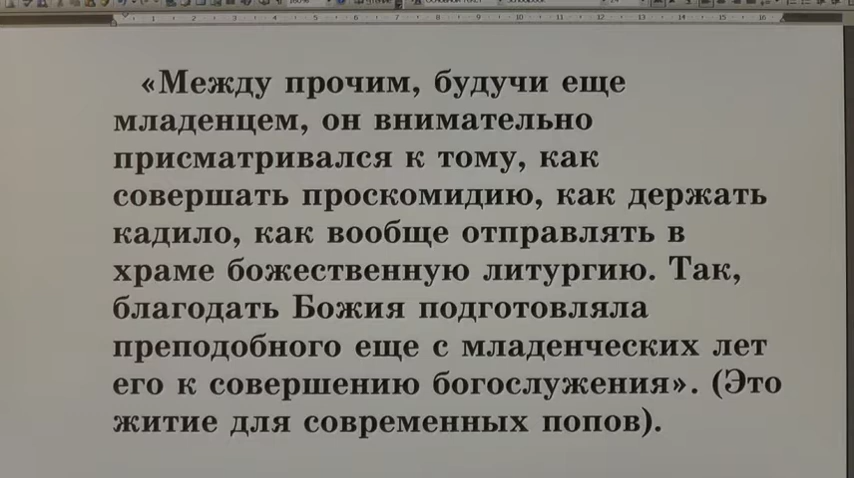 «Между прочим, будучи еще
младенцем, он внимательно
присматривался к тому, как
совершать проскомидию, как держать
кадило, как вообще отправлять в
храме божественную литургию. Так,
благодать Божия подготовляла
преподобного еще с младенческих лет
его к совершению богослужения». (Это
житие для современных попов).